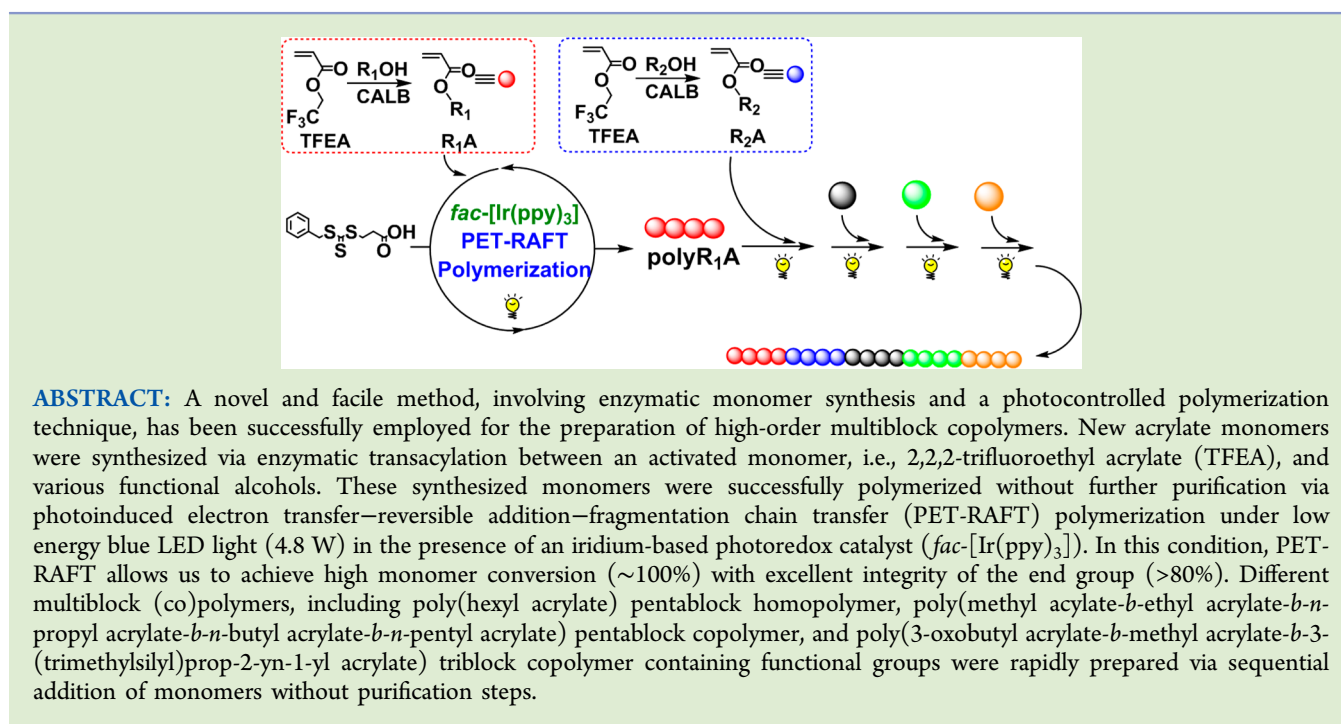 O
R₁OH
O
O
CALB
O
F₃C
R₁
TFEA
R₁A
O
R₂OH
O
O
CALB
O
F₃C
R₂
TFEA
R₂A
S
S
OH
S
O
fac-[Ir(ppy)₃]
PET-RAFT
Polymerization
polyR₁A
ABSTRACT: A novel and facile method, involving enzymatic monomer synthesis and a photocontrolled polymerization
technique, has been successfully employed for the preparation of high-order multiblock copolymers. New acrylate monomers
were synthesized via enzymatic transacylation between an activated monomer, i.e., 2,2,2-trifluoroethyl acrylate (TFEA), and
various functional alcohols. These synthesized monomers were successfully polymerized without further purification via
photoinduced electron transfer−reversible addition−fragmentation chain transfer (PET-RAFT) polymerization under low
energy blue LED light (4.8 W) in the presence of an iridium-based photoredox catalyst (fac-[Ir(ppy)₃]). In this condition, PET-
RAFT allows us to achieve high monomer conversion (∼100%) with excellent integrity of the end group (>80%). Different
multiblock (co)polymers, including poly(hexyl acrylate) pentablock homopolymer, poly(methyl acylate-b-ethyl acrylate-b-n-
propyl acrylate-b-n-butyl acrylate-b-n-pentyl acrylate) pentablock copolymer, and poly(3-oxobutyl acrylate-b-methyl acrylate-b-3-
(trimethylsilyl)prop-2-yn-1-yl acrylate) triblock copolymer containing functional groups were rapidly prepared via sequential
addition of monomers without purification steps.